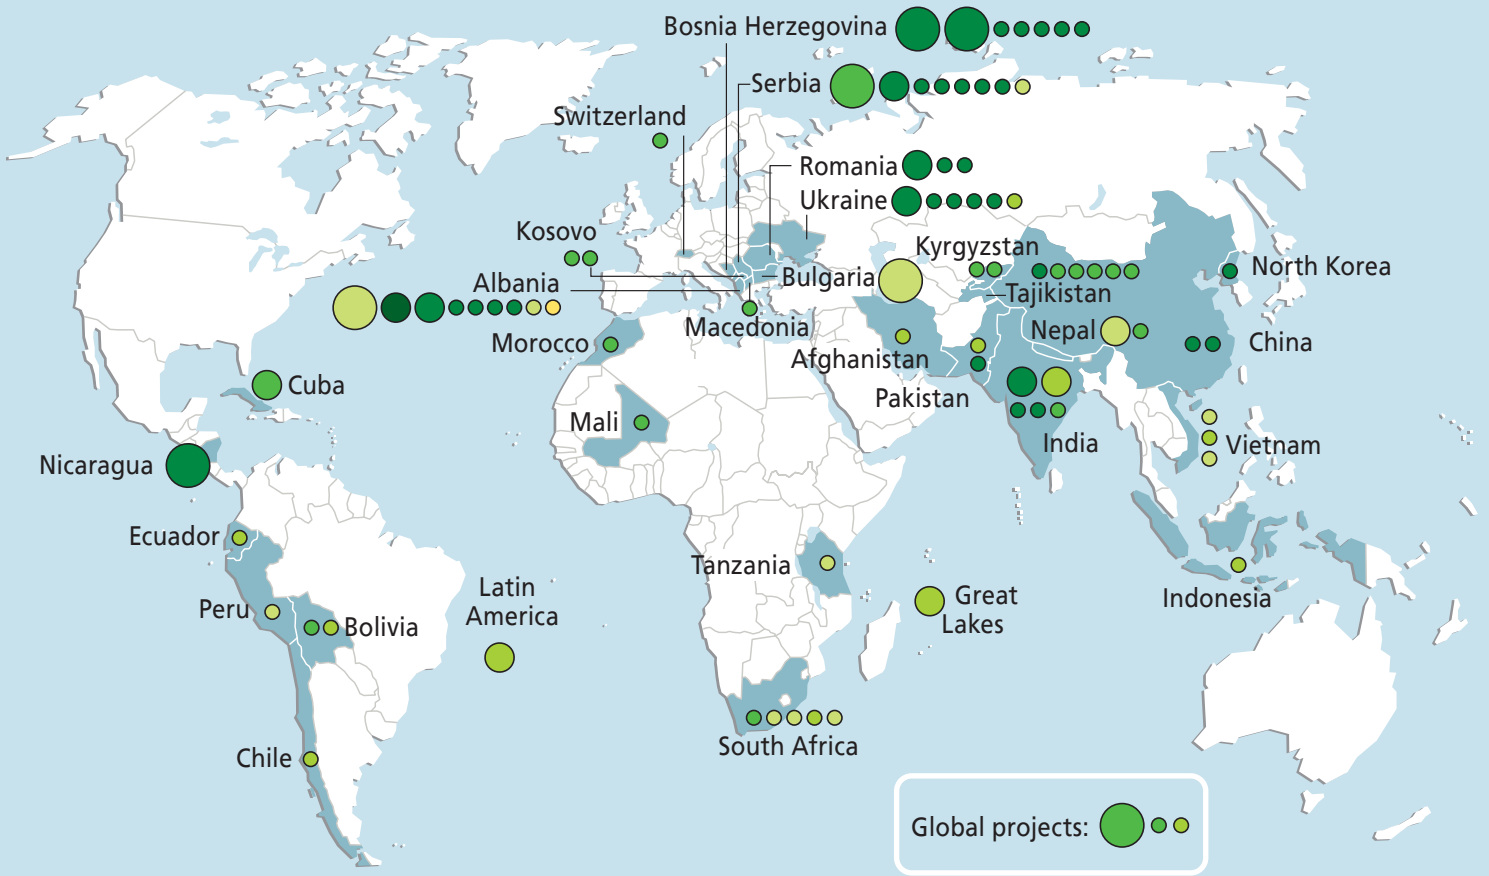 Bosnia Herzegovina
Serbia
Switzerland
Romania
Ukraine
Kosovo
Kyrgyzstan
Albania
Bulgaria
North Korea
Tajikistan
Macedonia
Nepal
Morocco
China
Afghanistan
Cuba
Pakistan
Mali
India
Vietnam
Nicaragua
Ecuador
Tanzania
Latin
America
Great
Lakes
Indonesia
Peru
Bolivia
South Africa
Chile
Global projects: